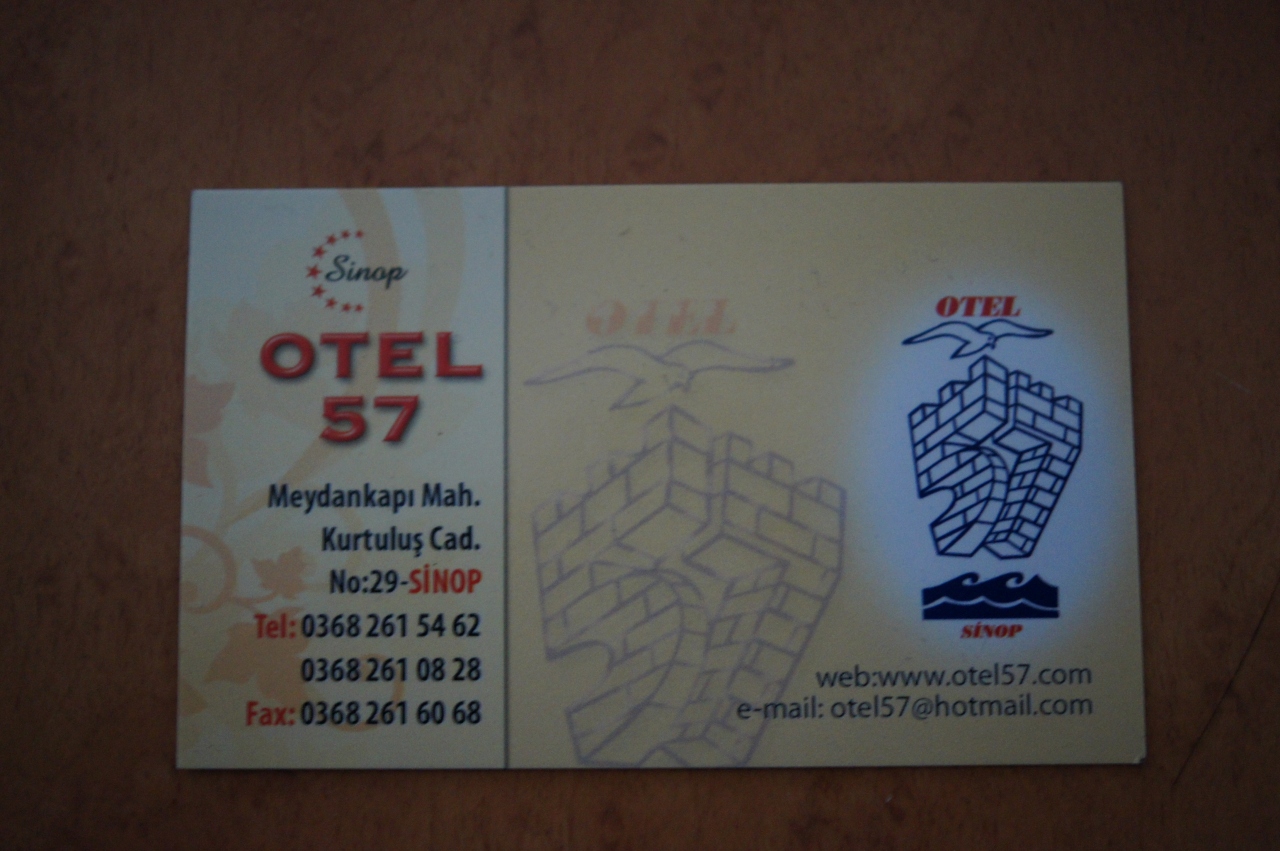 Sinop
OTEL
57
Meydankapı Mah.
Kurtuluş Cad.
No:29-SİNOP
Tel: 0368 261 54 62
0368 261 08 28
Fax: 0368 261 60 68
OTEL
OTEL
57
SİNOP
web:www.otel57.com
e-mail: otel57@hotmail.com